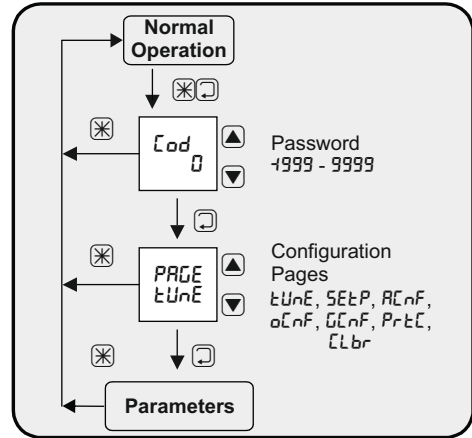 Normal
Operation
Cod
0
Password
-1999 - 9999
PAGE
tUnE
Configuration
Pages
tUnE, SEtP, ACnF,
oCnF, GCnF, PrtC,
CLbr
Parameters